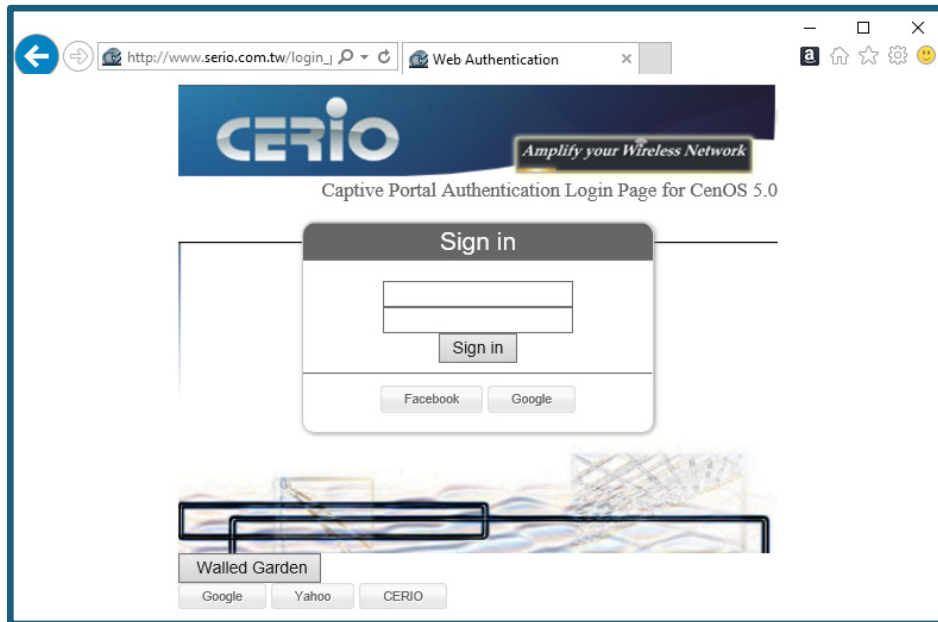 http://www.serio.com.tw/login_
Web Authentication
CERIO
Amplify your Wireless Network
Captive Portal Authentication Login Page for CenOS 5.0
Sign in
Sign in
Facebook Google
Walled Garden
Google Yahoo CERIO